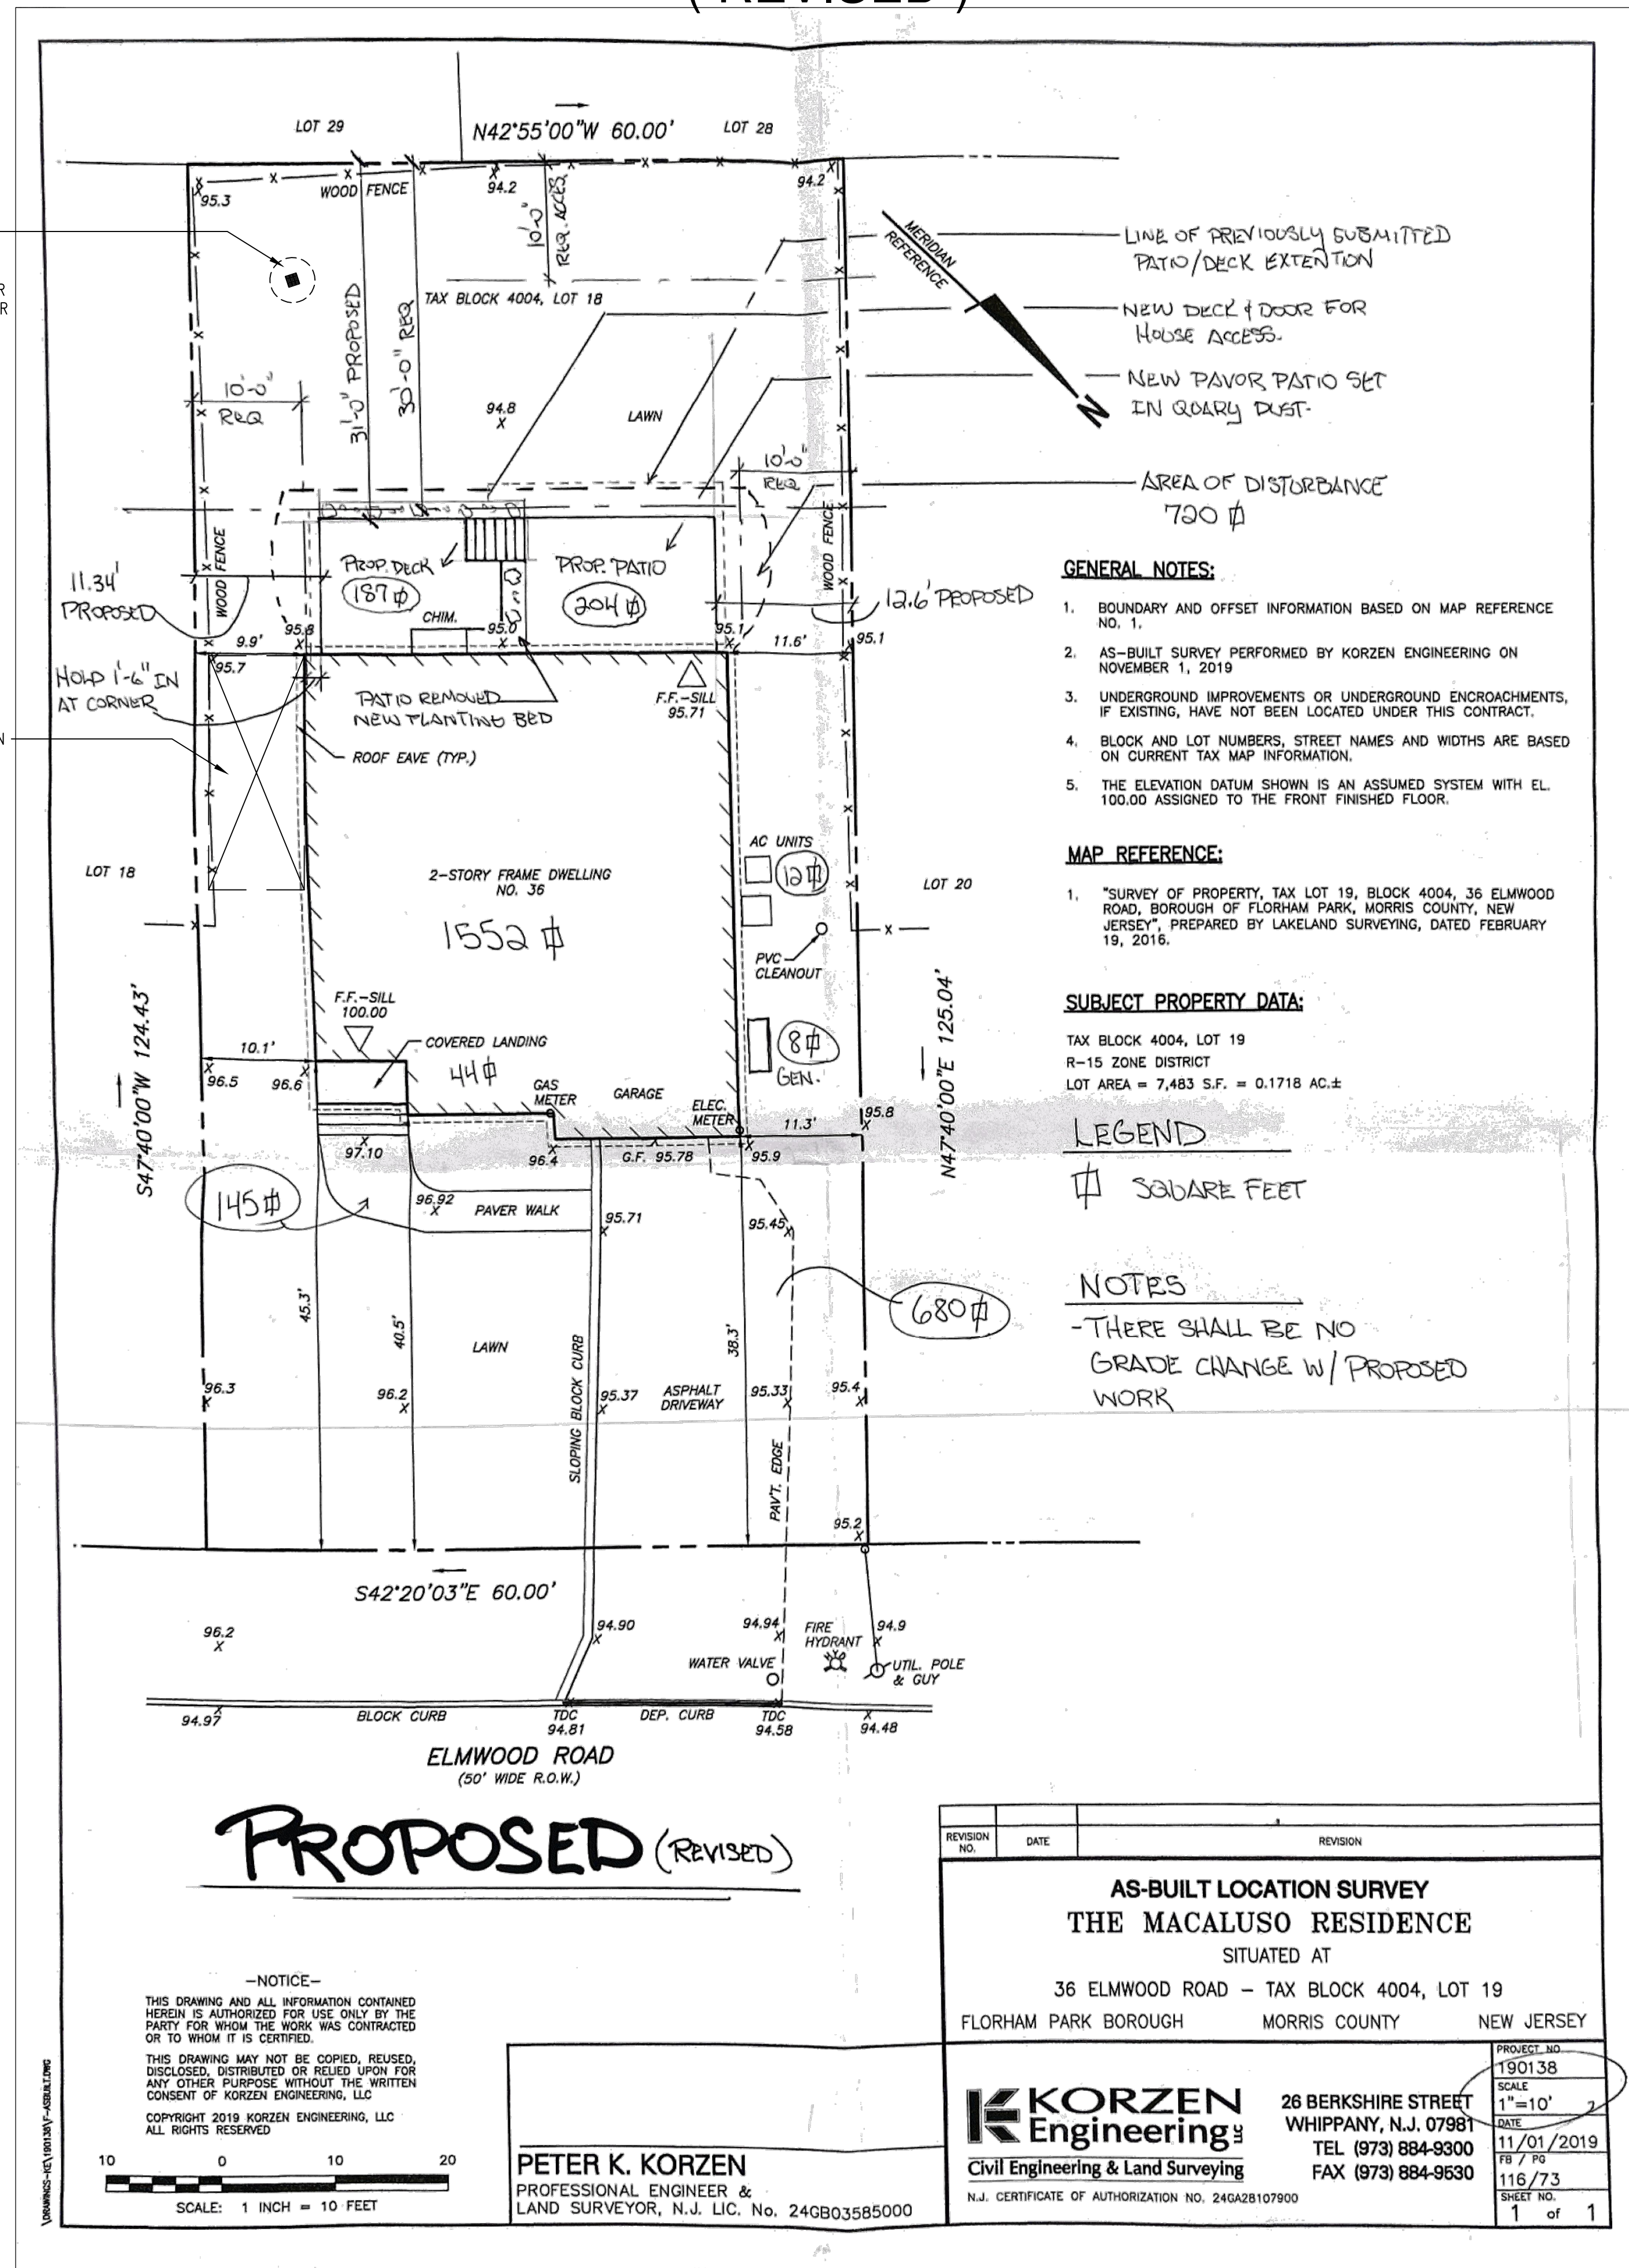 ( REVISED )
LOT 29
N42°55'00"W 60.00'
LOT 28
WOOD FENCE
95.3
94.2
94.2
10'-0"
REQ. ACCES.
MERIDIAN
REFERENCE
N
LINE OF PREVIOUSLY SUBMITTED
PATIO/DECK EXTENTION
TAX BLOCK 4004, LOT 18
31'-0" PROPOSED
30'-0" REQ
NEW DECK & DOOR FOR
HOUSE ACCESS.
NEW PAVOR PATIO SET
IN QUARY DUST.
10'-0"
REQ
94.8
LAWN
10'-0"
REQ
AREA OF DISTURBANCE
720 ⏍
WOOD FENCE
WOOD FENCE
PROP. DECK
187 ⏍
PROP. PATIO
204 ⏍
CHIM.
11.34'
PROPOSED
12.6' PROPOSED
9.9'
95.8
95.0
95.1
11.6'
95.1
95.7
HOLD 1'-6" IN
AT CORNER
PATIO REMOVED
NEW PLANTING BED
F.F.-SILL
95.71
ROOF EAVE (TYP.)
GENERAL NOTES:
1. BOUNDARY AND OFFSET INFORMATION BASED ON MAP REFERENCE
NO. 1.
2. AS-BUILT SURVEY PERFORMED BY KORZEN ENGINEERING ON
NOVEMBER 1, 2019
3. UNDERGROUND IMPROVEMENTS OR UNDERGROUND ENCROACHMENTS,
IF EXISTING, HAVE NOT BEEN LOCATED UNDER THIS CONTRACT.
4. BLOCK AND LOT NUMBERS, STREET NAMES AND WIDTHS ARE BASED
ON CURRENT TAX MAP INFORMATION.
5. THE ELEVATION DATUM SHOWN IS AN ASSUMED SYSTEM WITH EL.
100.00 ASSIGNED TO THE FRONT FINISHED FLOOR.
MAP REFERENCE:
1. "SURVEY OF PROPERTY, TAX LOT 19, BLOCK 4004, 36 ELMWOOD
ROAD, BOROUGH OF FLORHAM PARK, MORRIS COUNTY, NEW
JERSEY", PREPARED BY LAKELAND SURVEYING, DATED FEBRUARY
19, 2016.
SUBJECT PROPERTY DATA:
TAX BLOCK 4004, LOT 19
R-15 ZONE DISTRICT
LOT AREA = 7,483 S.F. = 0.1718 AC.±
LEGEND
⏍ SQUARE FEET
NOTES
-THERE SHALL BE NO
GRADE CHANGE W/ PROPOSED
WORK
LOT 18
2-STORY FRAME DWELLING
NO. 36
1552 ⏍
AC UNITS
12 ⏍
LOT 20
PVC
CLEANOUT
S47°40'00"W 124.43'
N47°40'00"E 125.04'
F.F.-SILL
100.00
COVERED LANDING
44 ⏍
8 ⏍
GEN.
10.1'
96.5
96.6
GAS
METER
GARAGE
ELEC.
METER
11.3'
95.8
97.10
96.4
G.F. 95.78
95.9
145 ⏍
96.92
PAVER WALK
95.71
95.45
680 ⏍
45.3'
40.5'
LAWN
SLOPING BLOCK CURB
38.3'
96.3
96.2
95.37
ASPHALT
DRIVEWAY
95.33
95.4
PAV'T. EDGE
95.2
S42°20'03"E 60.00'
96.2
94.90
94.94
FIRE
HYDRANT
94.9
WATER VALVE
UTIL. POLE
& GUY
94.97
BLOCK CURB
TDC
94.81
DEP. CURB
TDC
94.58
94.48
ELMWOOD ROAD
(50' WIDE R.O.W.)
PROPOSED (REVISED)
REVISION
NO.
DATE
REVISION
AS-BUILT LOCATION SURVEY
THE MACALUSO RESIDENCE
SITUATED AT
36 ELMWOOD ROAD – TAX BLOCK 4004, LOT 19
FLORHAM PARK BOROUGH MORRIS COUNTY NEW JERSEY
–NOTICE–
THIS DRAWING AND ALL INFORMATION CONTAINED
HEREIN IS AUTHORIZED FOR USE ONLY BY THE
PARTY FOR WHOM THE WORK WAS CONTRACTED
OR TO WHOM IT IS CERTIFIED.
THIS DRAWING MAY NOT BE COPIED, REUSED,
DISCLOSED, DISTRIBUTED OR RELIED UPON FOR
ANY OTHER PURPOSE WITHOUT THE WRITTEN
CONSENT OF KORZEN ENGINEERING, LLC
COPYRIGHT 2019 KORZEN ENGINEERING, LLC
ALL RIGHTS RESERVED
10 0 10 20
SCALE: 1 INCH = 10 FEET
PETER K. KORZEN
PROFESSIONAL ENGINEER &
LAND SURVEYOR, N.J. LIC. No. 24GB03585000
KORZEN
Engineering LLC
Civil Engineering & Land Surveying
N.J. CERTIFICATE OF AUTHORIZATION NO. 24GA28107900
26 BERKSHIRE STREET
WHIPPANY, N.J. 07981
TEL (973) 884-9300
FAX (973) 884-9530
PROJECT NO.
190138
SCALE
1"=10'
DATE
11/01/2019
FB / PG
116/73
SHEET NO.
1 of 1